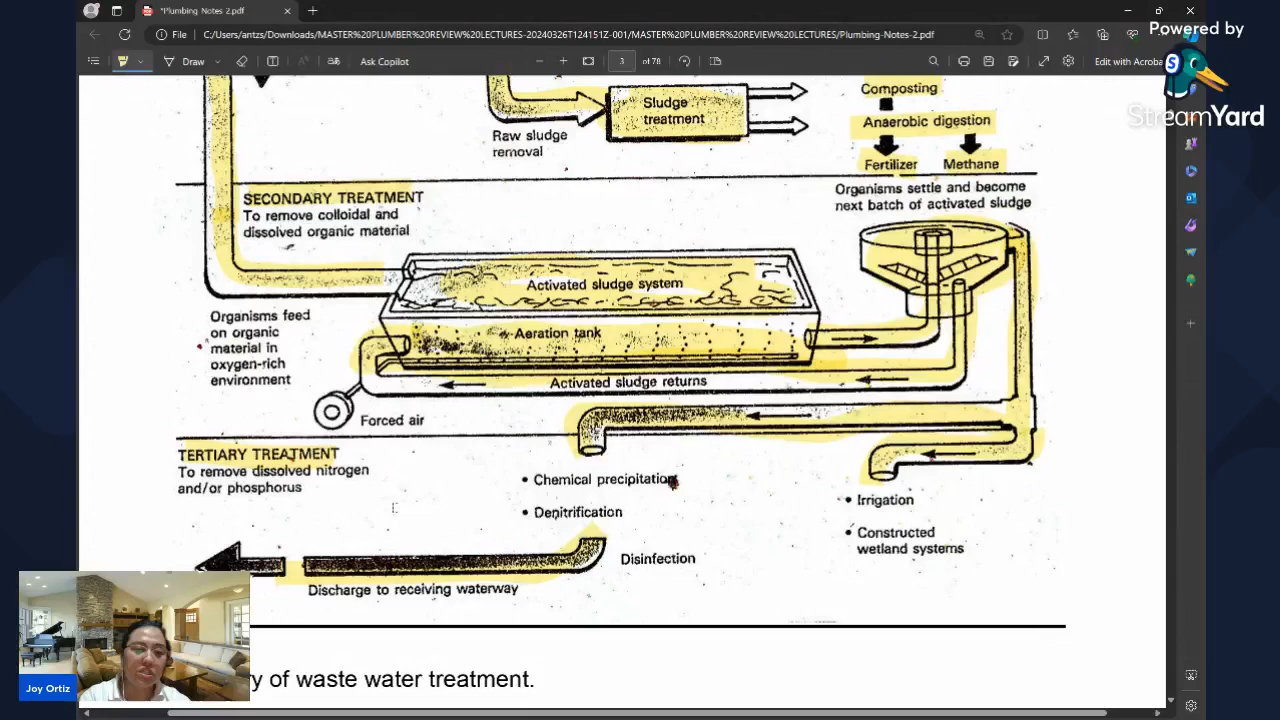 *Plumbing Notes 2.pdf
Powered by
File
C:/Users/antzs/Downloads/MASTER%20PLUMBER%20REVIEW%20LECTURES-20240326T124151Z-001/MASTER%20PLUMBER%20REVIEW%20LECTURES/Plumbing-Notes-2.pdf
Draw
Ask Copilot
3
of 78
Edit with Acroba
StreamYard
Sludge
treatment
Raw sludge
removal
Composting
Anaerobic digestion
Fertilizer
Methane
SECONDARY TREATMENT
To remove colloidal and
dissolved organic material
Organisms settle and become
next batch of activated sludge
Activated sludge system
Aeration tank
Organisms feed
on organic
material in
oxygen-rich
environment
Activated sludge returns
Forced air
TERTIARY TREATMENT
To remove dissolved nitrogen
and/or phosphorus
• Chemical precipitation
• Denitrification
• Irrigation
• Constructed
wetland systems
Disinfection
Discharge to receiving waterway
Joy Ortiz
ry of waste water treatment.